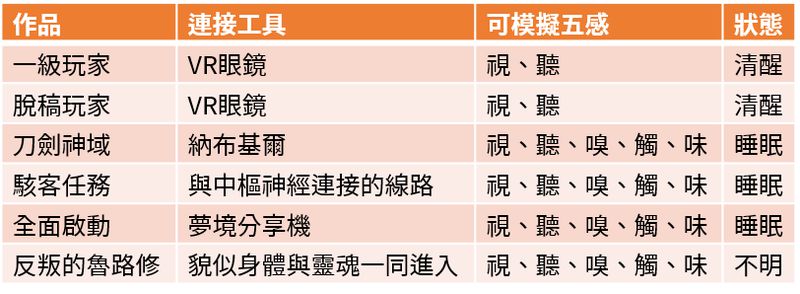 作品 連接工具 可模擬五感 狀態
一級玩家 VR眼鏡 視、聽 清醒
脫稿玩家 VR眼鏡 視、聽 清醒
刀劍神域 納布基爾 視、聽、嗅、觸、味 睡眠
駭客任務 與中樞神經連接的線路 視、聽、嗅、觸、味 睡眠
全面啟動 夢境分享機 視、聽、嗅、觸、味 睡眠
反叛的魯路修 貌似身體與靈魂一同進入 視、聽、嗅、觸、味 不明